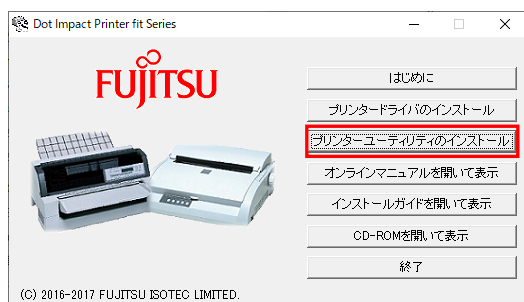 Dot Impact Printer fit Series
FUJITSU
はじめに
プリンタードライバのインストール
プリンターユーティリティのインストール
オンラインマニュアルを開いて表示
インストールガイドを開いて表示
CD-ROMを開いて表示
終了
(C) 2016-2017 FUJITSU ISOTEC LIMITED.